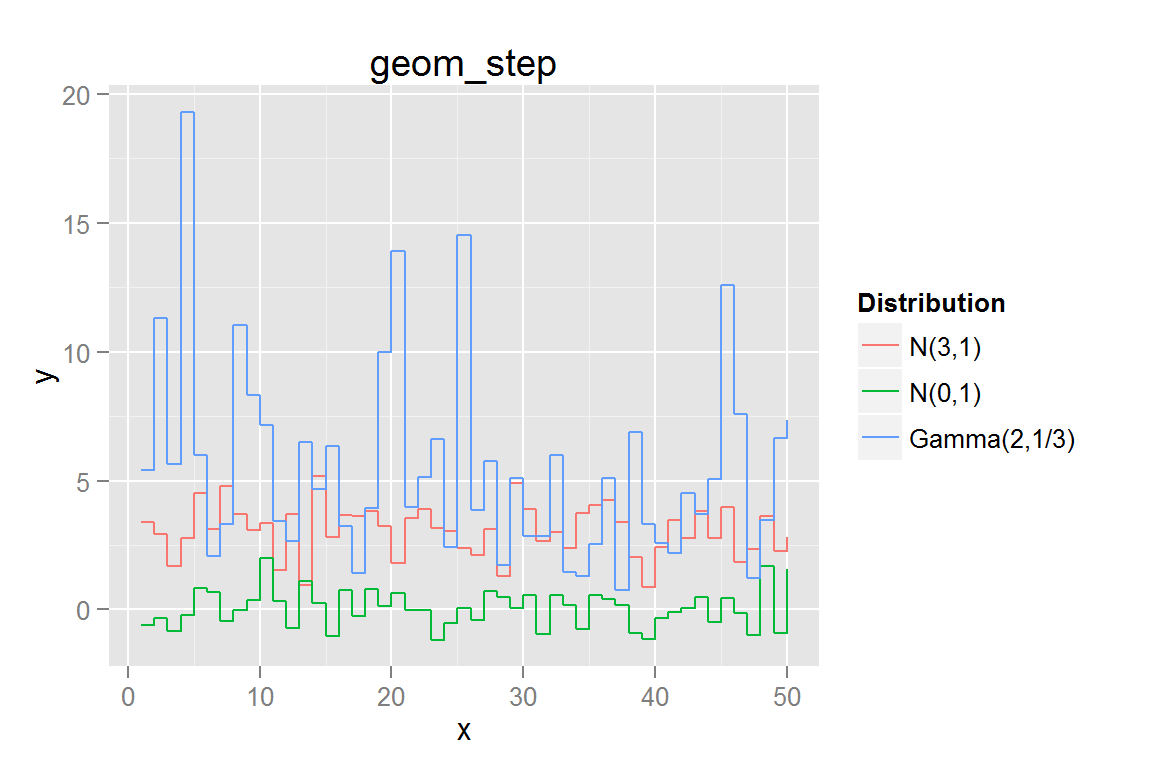 geom_step
20
15
10
5
0
y
0 10 20 30 40 50
x
Distribution
N(3,1)
N(0,1)
Gamma(2,1/3)